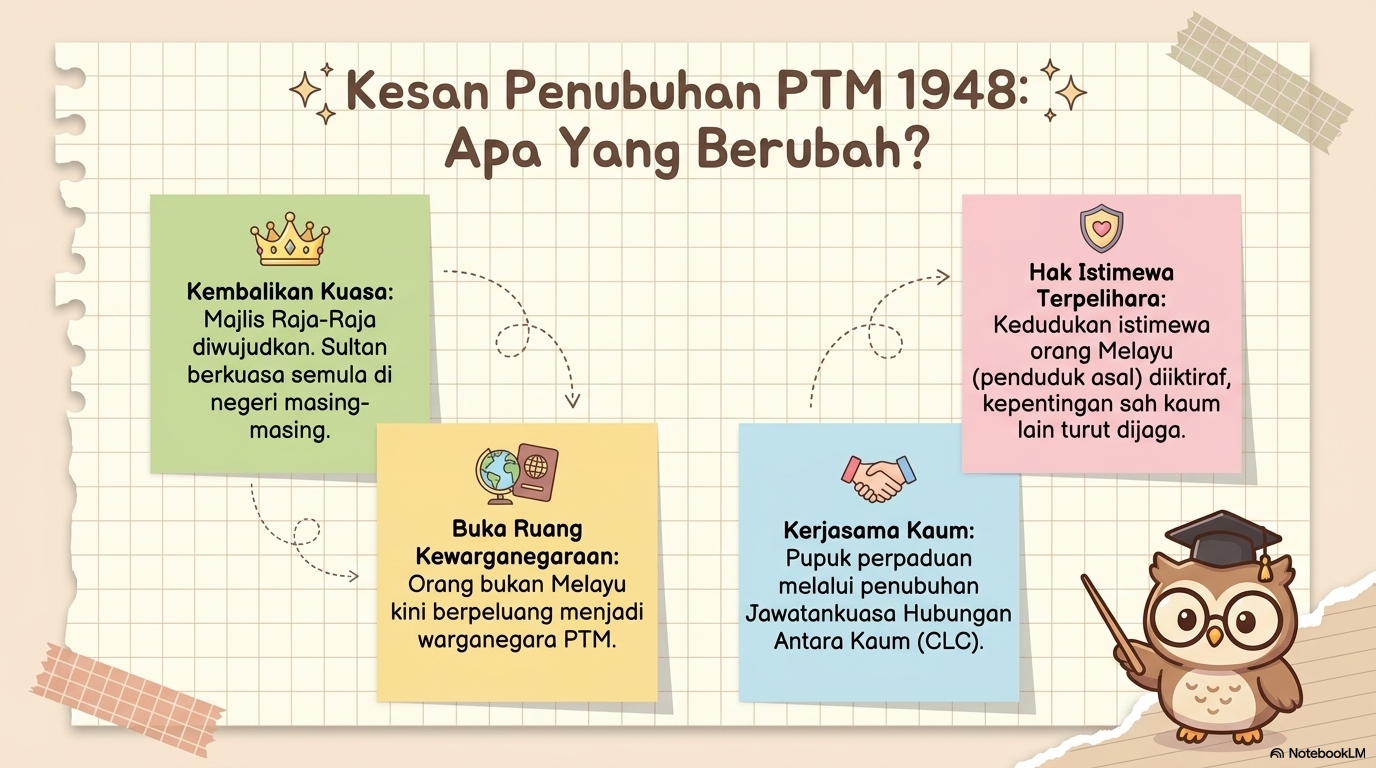 Kesan Penubuhan PTM 1948:
Apa Yang Berubah?
Kembalikan Kuasa:
Majlis Raja-Raja
diwujudkan. Sultan
berkuasa semula di
negeri masing-
masing.
Buka Ruang
Kewarganegaraan:
Orang bukan Melayu
kini berpeluang menjadi
warganegara PTM.
Kerjasama Kaum:
Pupuk perpaduan
melalui penubuhan
Jawatankuasa Hubungan
Antara Kaum (CLC).
Hak Istimewa
Terpelihara:
Kedudukan istimewa
orang Melayu
(penduduk asal) diiktiraf,
kepentingan sah kaum
lain turut dijaga.
NotebookLM